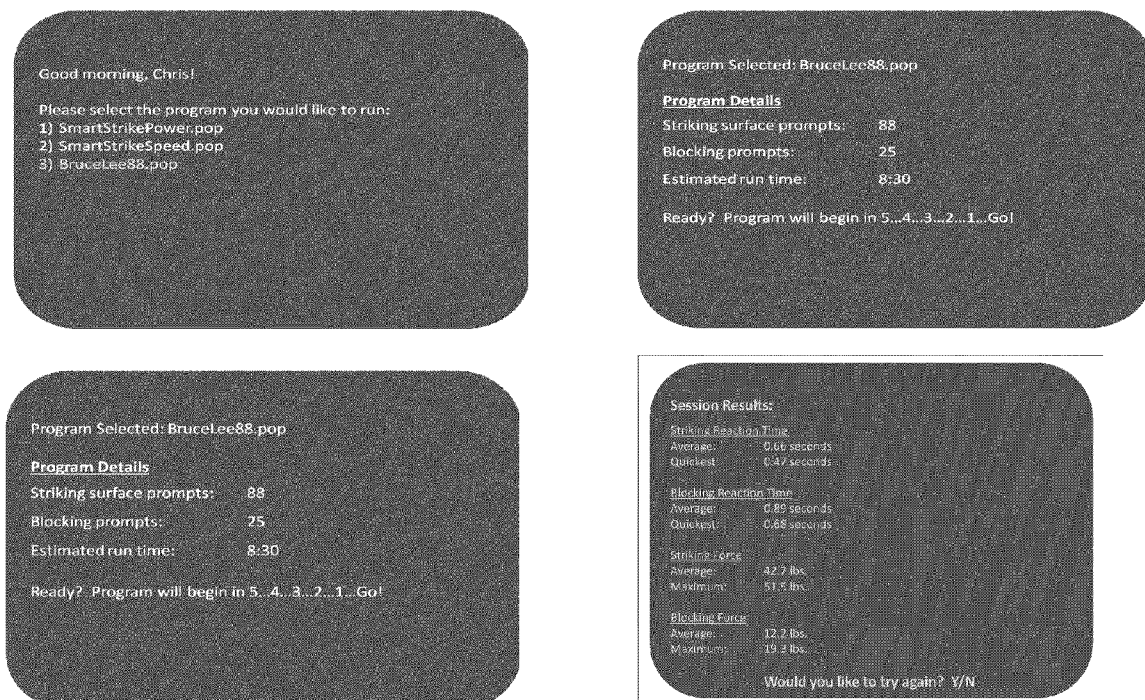 Good morning, Chris!
Please select the program you would like to run:
1) SmartStrikePower.pop
2) SmartStrikeSpeed.pop
3) BruceLee88.pop
Program Selected: BruceLee88.pop
Program Details
Striking surface prompts: 88
Blocking prompts: 25
Estimated run time: 8:30
Ready? Program will begin in 5...4...3...2...1...Go!
Program Selected: BruceLee88.pop
Program Details
Striking surface prompts: 88
Blocking prompts: 25
Estimated run time: 8:30
Ready? Program will begin in 5...4...3...2...1...Go!
Session Results:
Striking Reaction Time
Average: 0.66 seconds
Quickest: 0.47 seconds
Blocking Reaction Time
Average: 0.89 seconds
Quickest: 0.68 seconds
Striking Force
Average: 42.7 lbs.
Maximum: 51.5 lbs.
Blocking Force
Average: 12.2 lbs.
Maximum: 19.3 lbs.
Would you like to try again? Y/N